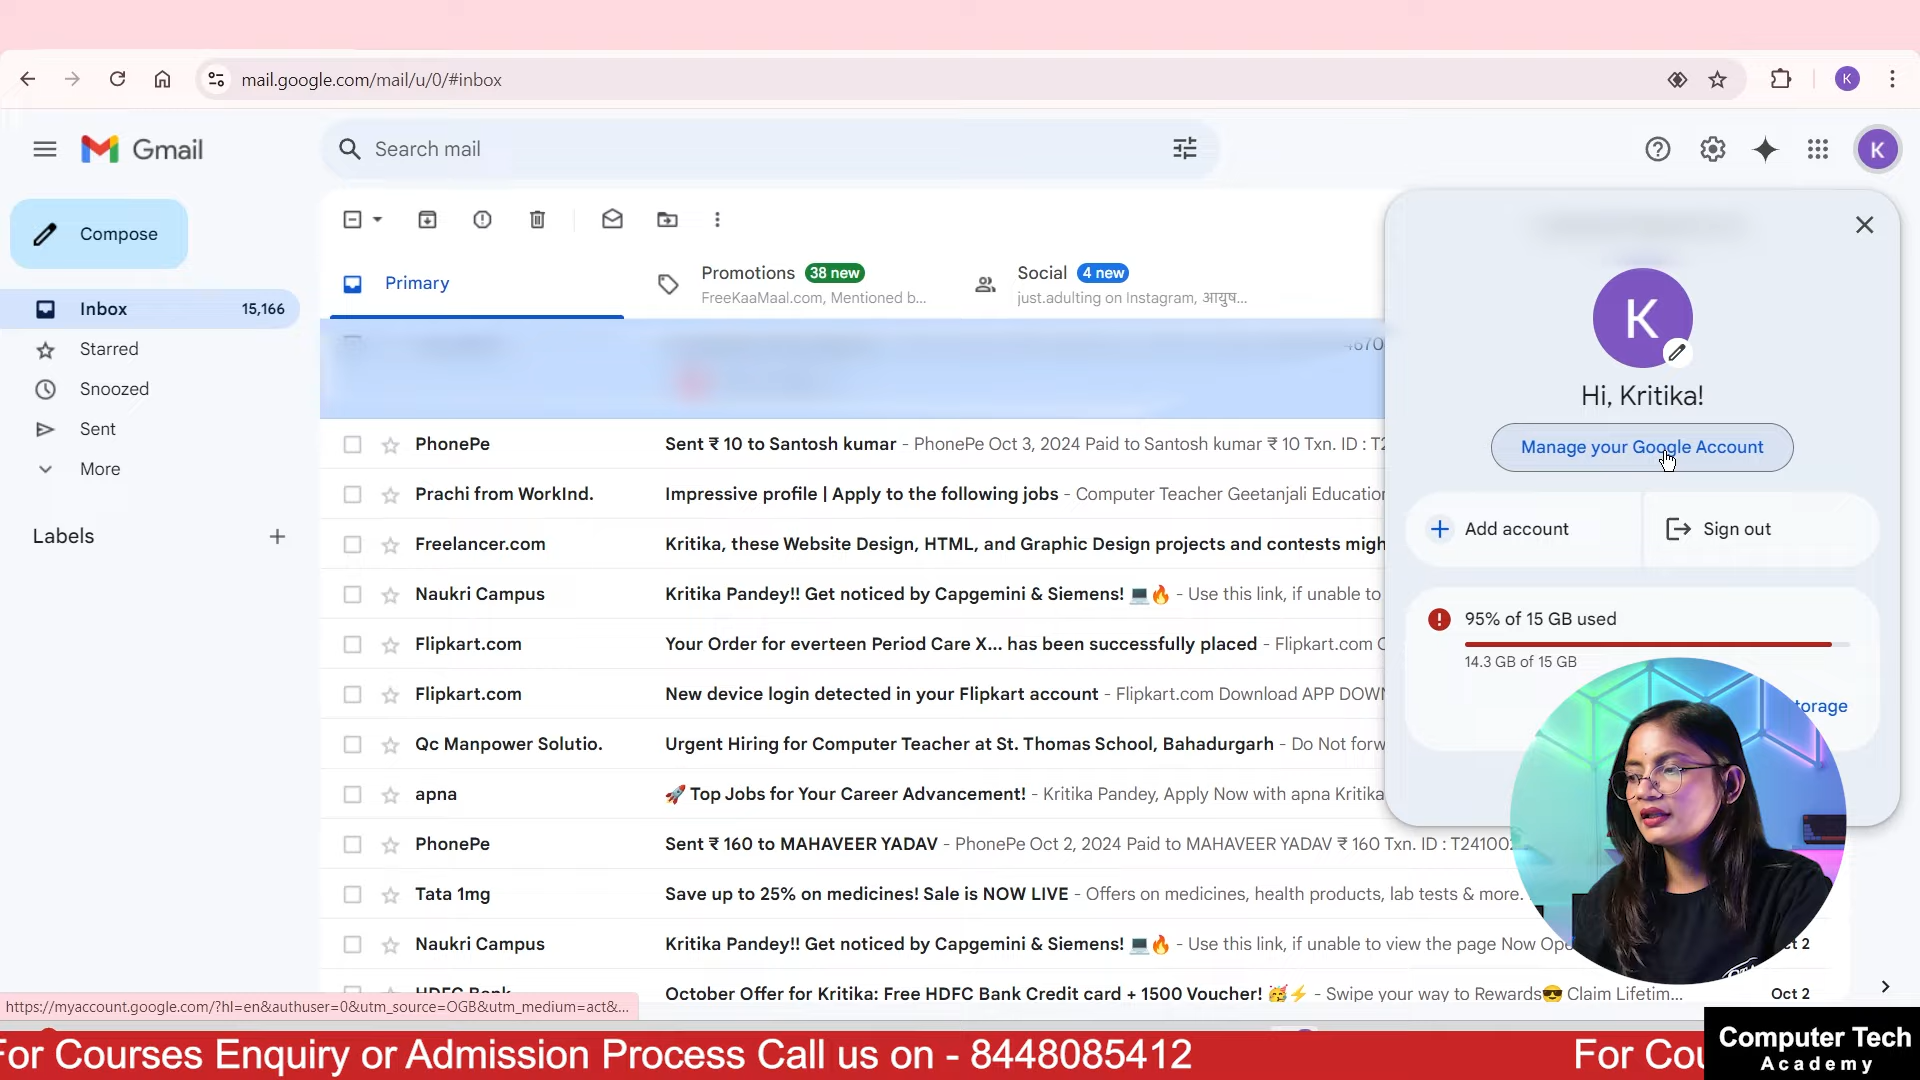 mail.google.com/mail/u/0/#inbox
K
Gmail
Search mail
K
Compose
Primary
Promotions 38 new
FreeKaaMaal.com, Mentioned b...
Social 4 new
just.adulting on Instagram, आयुष...
Inbox 15,166
Starred
Snoozed
Sent
More
Labels
K
Hi, Kritika!
Manage your Google Account
Add account
Sign out
95% of 15 GB used
14.3 GB of 15 GB
torage
PhonePe Sent ₹ 10 to Santosh kumar - PhonePe Oct 3, 2024 Paid to Santosh kumar ₹ 10 Txn. ID : T2
Prachi from WorkInd. Impressive profile | Apply to the following jobs - Computer Teacher Geetanjali Education
Freelancer.com Kritika, these Website Design, HTML, and Graphic Design projects and contests migh
Naukri Campus Kritika Pandey!! Get noticed by Capgemini & Siemens! 💻🔥 - Use this link, if unable to
Flipkart.com Your Order for everteen Period Care X... has been successfully placed - Flipkart.com
Flipkart.com New device login detected in your Flipkart account - Flipkart.com Download APP DOWN
Qc Manpower Solutio. Urgent Hiring for Computer Teacher at St. Thomas School, Bahadurgarh - Do Not forw
apna 🚀 Top Jobs for Your Career Advancement! - Kritika Pandey, Apply Now with apna Kritika
PhonePe Sent ₹ 160 to MAHAVEER YADAV - PhonePe Oct 2, 2024 Paid to MAHAVEER YADAV ₹ 160 Txn. ID : T24100
Tata 1mg Save up to 25% on medicines! Sale is NOW LIVE - Offers on medicines, health products, lab tests & more.
Naukri Campus Kritika Pandey!! Get noticed by Capgemini & Siemens! 💻🔥 - Use this link, if unable to view the page Now Ope ct 2
HDFC Bank October Offer for Kritika: Free HDFC Bank Credit card + 1500 Voucher! 🥳⚡ - Swipe your way to Rewards😎 Claim Lifetim... Oct 2
https://myaccount.google.com/?hl=en&authuser=0&utm_source=OGB&utm_medium=act&...
For Courses Enquiry or Admission Process Call us on - 8448085412 For Cou
Computer Tech
Academy